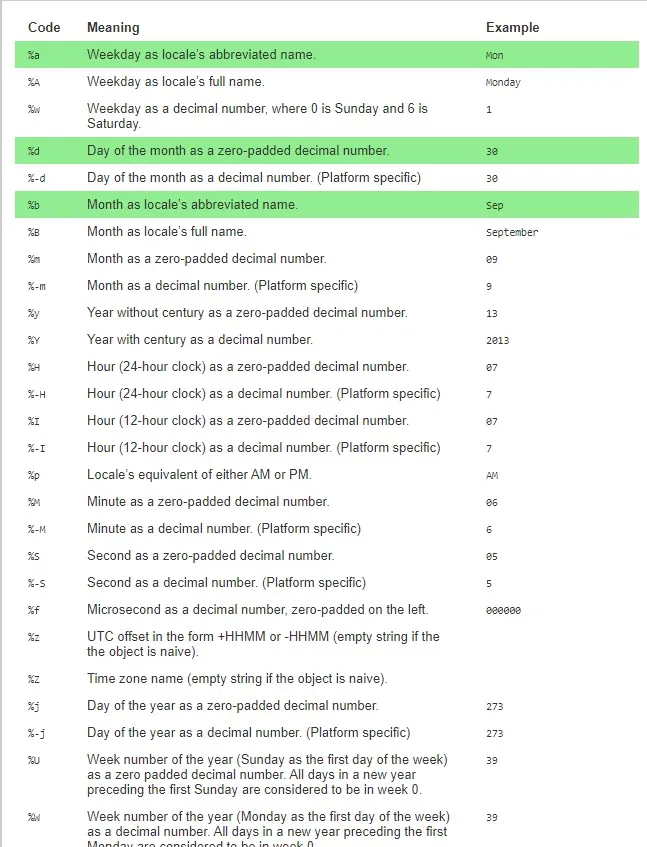 Code Meaning Example
%a Weekday as locale's abbreviated name. Mon
%A Weekday as locale's full name. Monday
%w Weekday as a decimal number, where 0 is Sunday and 6 is 1
Saturday.
%d Day of the month as a zero-padded decimal number. 30
%-d Day of the month as a decimal number. (Platform specific) 30
%b Month as locale's abbreviated name. Sep
%B Month as locale's full name. September
%m Month as a zero-padded decimal number. 09
%-m Month as a decimal number. (Platform specific) 9
%y Year without century as a zero-padded decimal number. 13
%Y Year with century as a decimal number. 2013
%H Hour (24-hour clock) as a zero-padded decimal number. 07
%-H Hour (24-hour clock) as a decimal number. (Platform specific) 7
%I Hour (12-hour clock) as a zero-padded decimal number. 07
%-I Hour (12-hour clock) as a decimal number. (Platform specific) 7
%p Locale's equivalent of either AM or PM. AM
%M Minute as a zero-padded decimal number. 06
%-M Minute as a decimal number. (Platform specific) 6
%S Second as a zero-padded decimal number. 05
%-S Second as a decimal number. (Platform specific) 5
%f Microsecond as a decimal number, zero-padded on the left. 000000
%z UTC offset in the form +HHMM or -HHMM (empty string if the
the object is naive).
%Z Time zone name (empty string if the object is naive).
%j Day of the year as a zero-padded decimal number. 273
%-j Day of the year as a decimal number. (Platform specific) 273
%U Week number of the year (Sunday as the first day of the week) 39
as a zero padded decimal number. All days in a new year
preceding the first Sunday are considered to be in week 0.
%W Week number of the year (Monday as the first day of the week) 39
as a decimal number. All days in a new year preceding the first
Monday are considered to be in week 0.